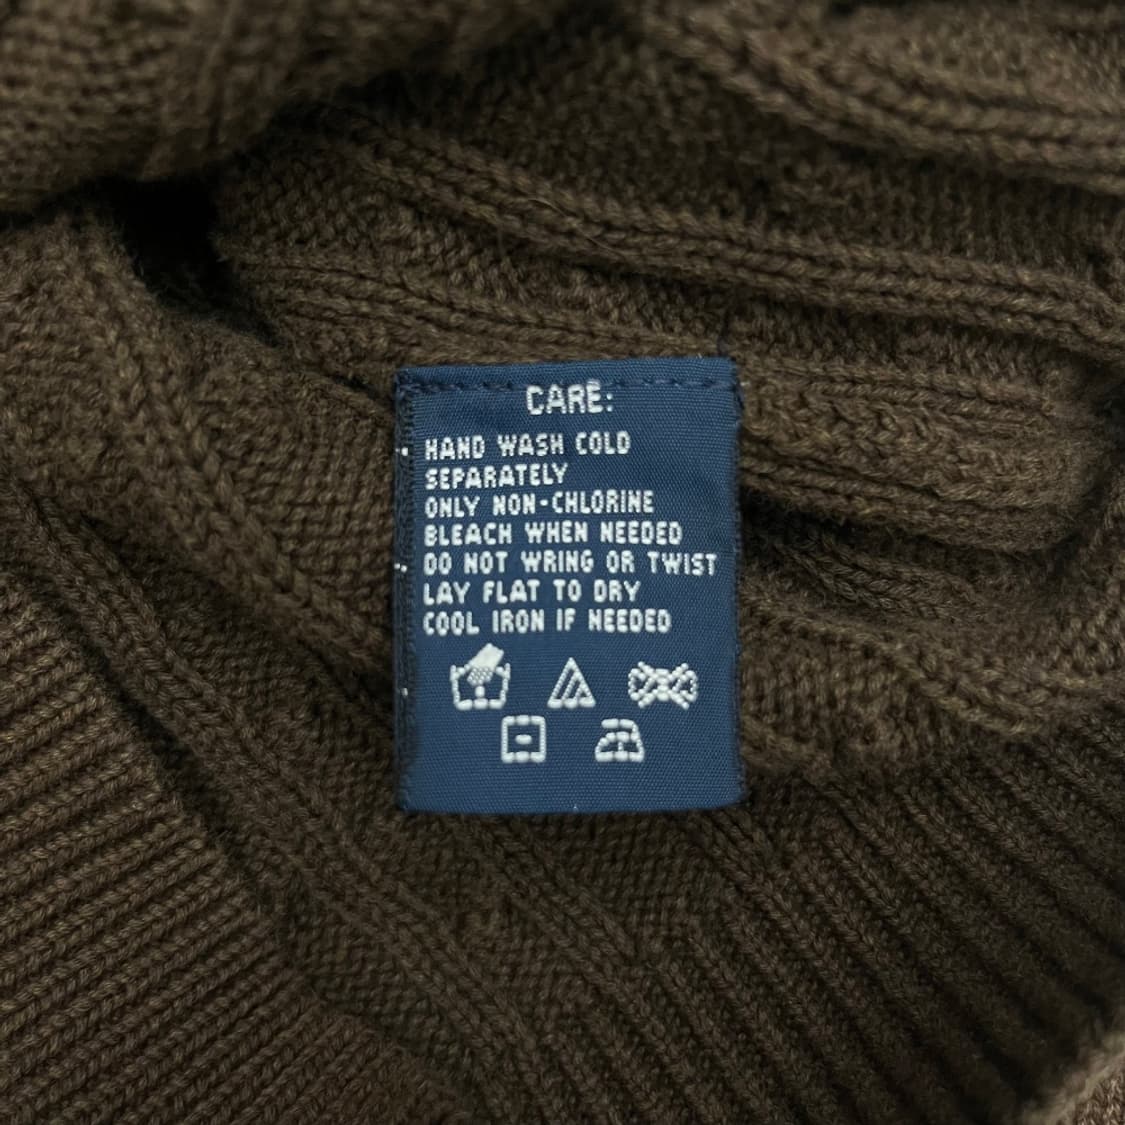 CARE:
HAND WASH COLD
SEPARATELY
ONLY NON-CHLORINE
BLEACH WHEN NEEDED
DO NOT WRING OR TWIST
LAY FLAT TO DRY
COOL IRON IF NEEDED